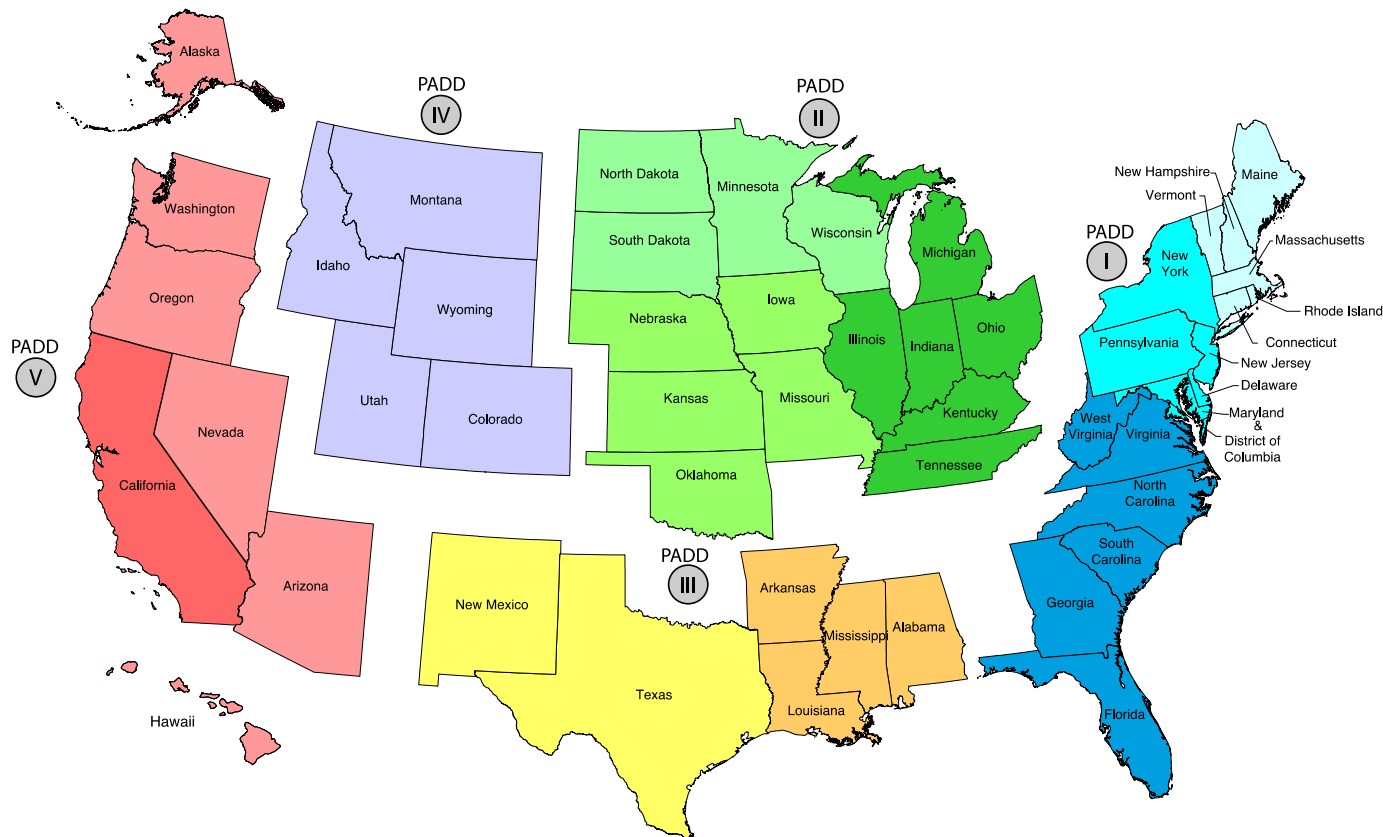 Alaska
PADD
IV
PADD
II
PADD
I
PADD
V
PADD
III
Washington
Oregon
California
Nevada
Arizona
Hawaii
Montana
Idaho
Wyoming
Utah
Colorado
North Dakota
South Dakota
Minnesota
Wisconsin
Michigan
Nebraska
Iowa
Illinois
Indiana
Ohio
Kansas
Missouri
Kentucky
Oklahoma
Tennessee
New Mexico
Texas
Arkansas
Mississippi
Alabama
Louisiana
New Hampshire
Vermont
Maine
Massachusetts
New
York
Rhode Island
Connecticut
Pennsylvania
New Jersey
Delaware
Maryland
&
District of
Columbia
West
Virginia
Virginia
North
Carolina
South
Carolina
Georgia
Florida